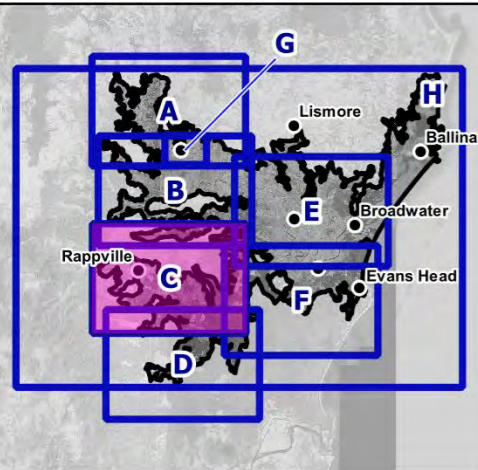 G
H
A
Lismore
Ballina
B
E
Broadwater
Rappville
C
Evans Head
F
D